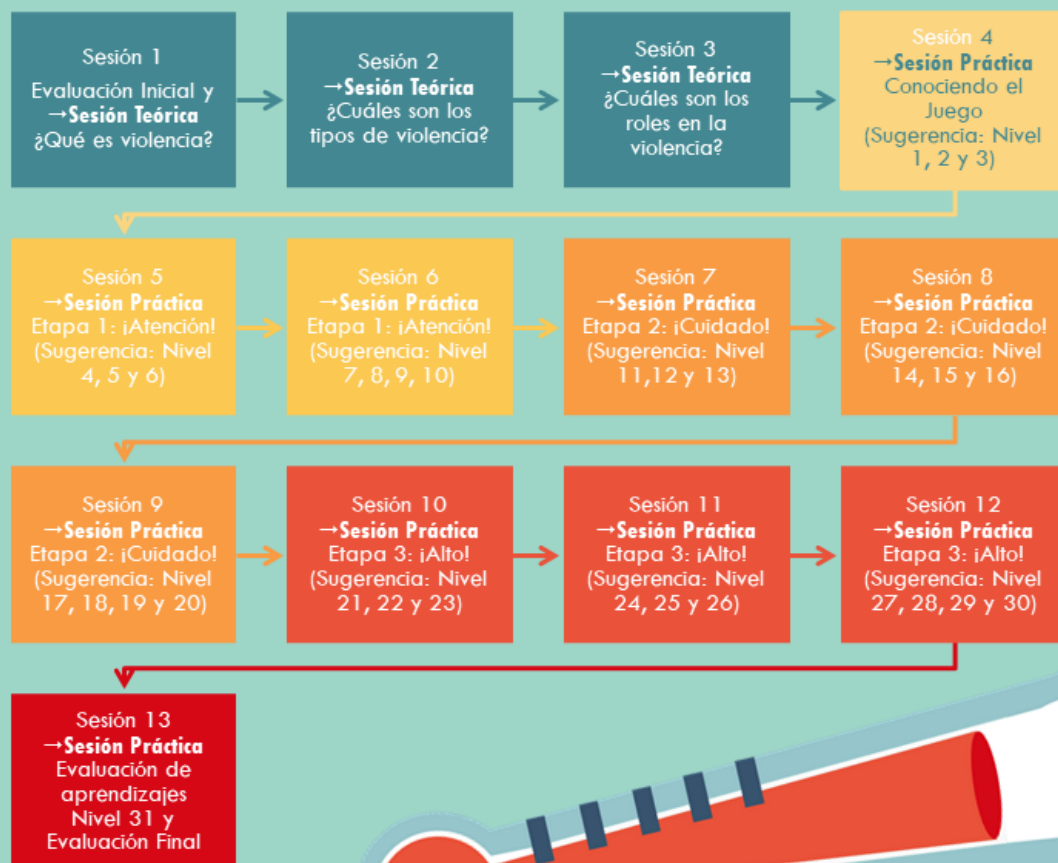 Sesión 1
Evaluación Inicial y
→Sesión Teórica
¿Qué es violencia?
Sesión 2
→Sesión Teórica
¿Cuáles son los
tipos de violencia?
Sesión 3
→Sesión Teórica
¿Cuáles son los
roles en la
violencia?
Sesión 4
→Sesión Práctica
Conociendo el
Juego
(Sugerencia: Nivel
1, 2 y 3)
Sesión 5
→Sesión Práctica
Etapa 1: ¡Atención!
(Sugerencia: Nivel
4, 5 y 6)
Sesión 6
→Sesión Práctica
Etapa 1: ¡Atención!
(Sugerencia: Nivel
7, 8, 9, 10)
Sesión 7
→Sesión Práctica
Etapa 2: ¡Cuidado!
(Sugerencia: Nivel
11,12 y 13)
Sesión 8
→Sesión Práctica
Etapa 2: ¡Cuidado!
(Sugerencia: Nivel
14, 15 y 16)
Sesión 9
→Sesión Práctica
Etapa 2: ¡Cuidado!
(Sugerencia: Nivel
17, 18, 19 y 20)
Sesión 10
→Sesión Práctica
Etapa 3: ¡Alto!
(Sugerencia: Nivel
21, 22 y 23)
Sesión 11
→Sesión Práctica
Etapa 3: ¡Alto!
(Sugerencia: Nivel
24, 25 y 26)
Sesión 12
→Sesión Práctica
Etapa 3: ¡Alto!
(Sugerencia: Nivel
27, 28, 29 y 30)
Sesión 13
→Sesión Práctica
Evaluación de
aprendizajes
Nivel 31 y
Evaluación Final